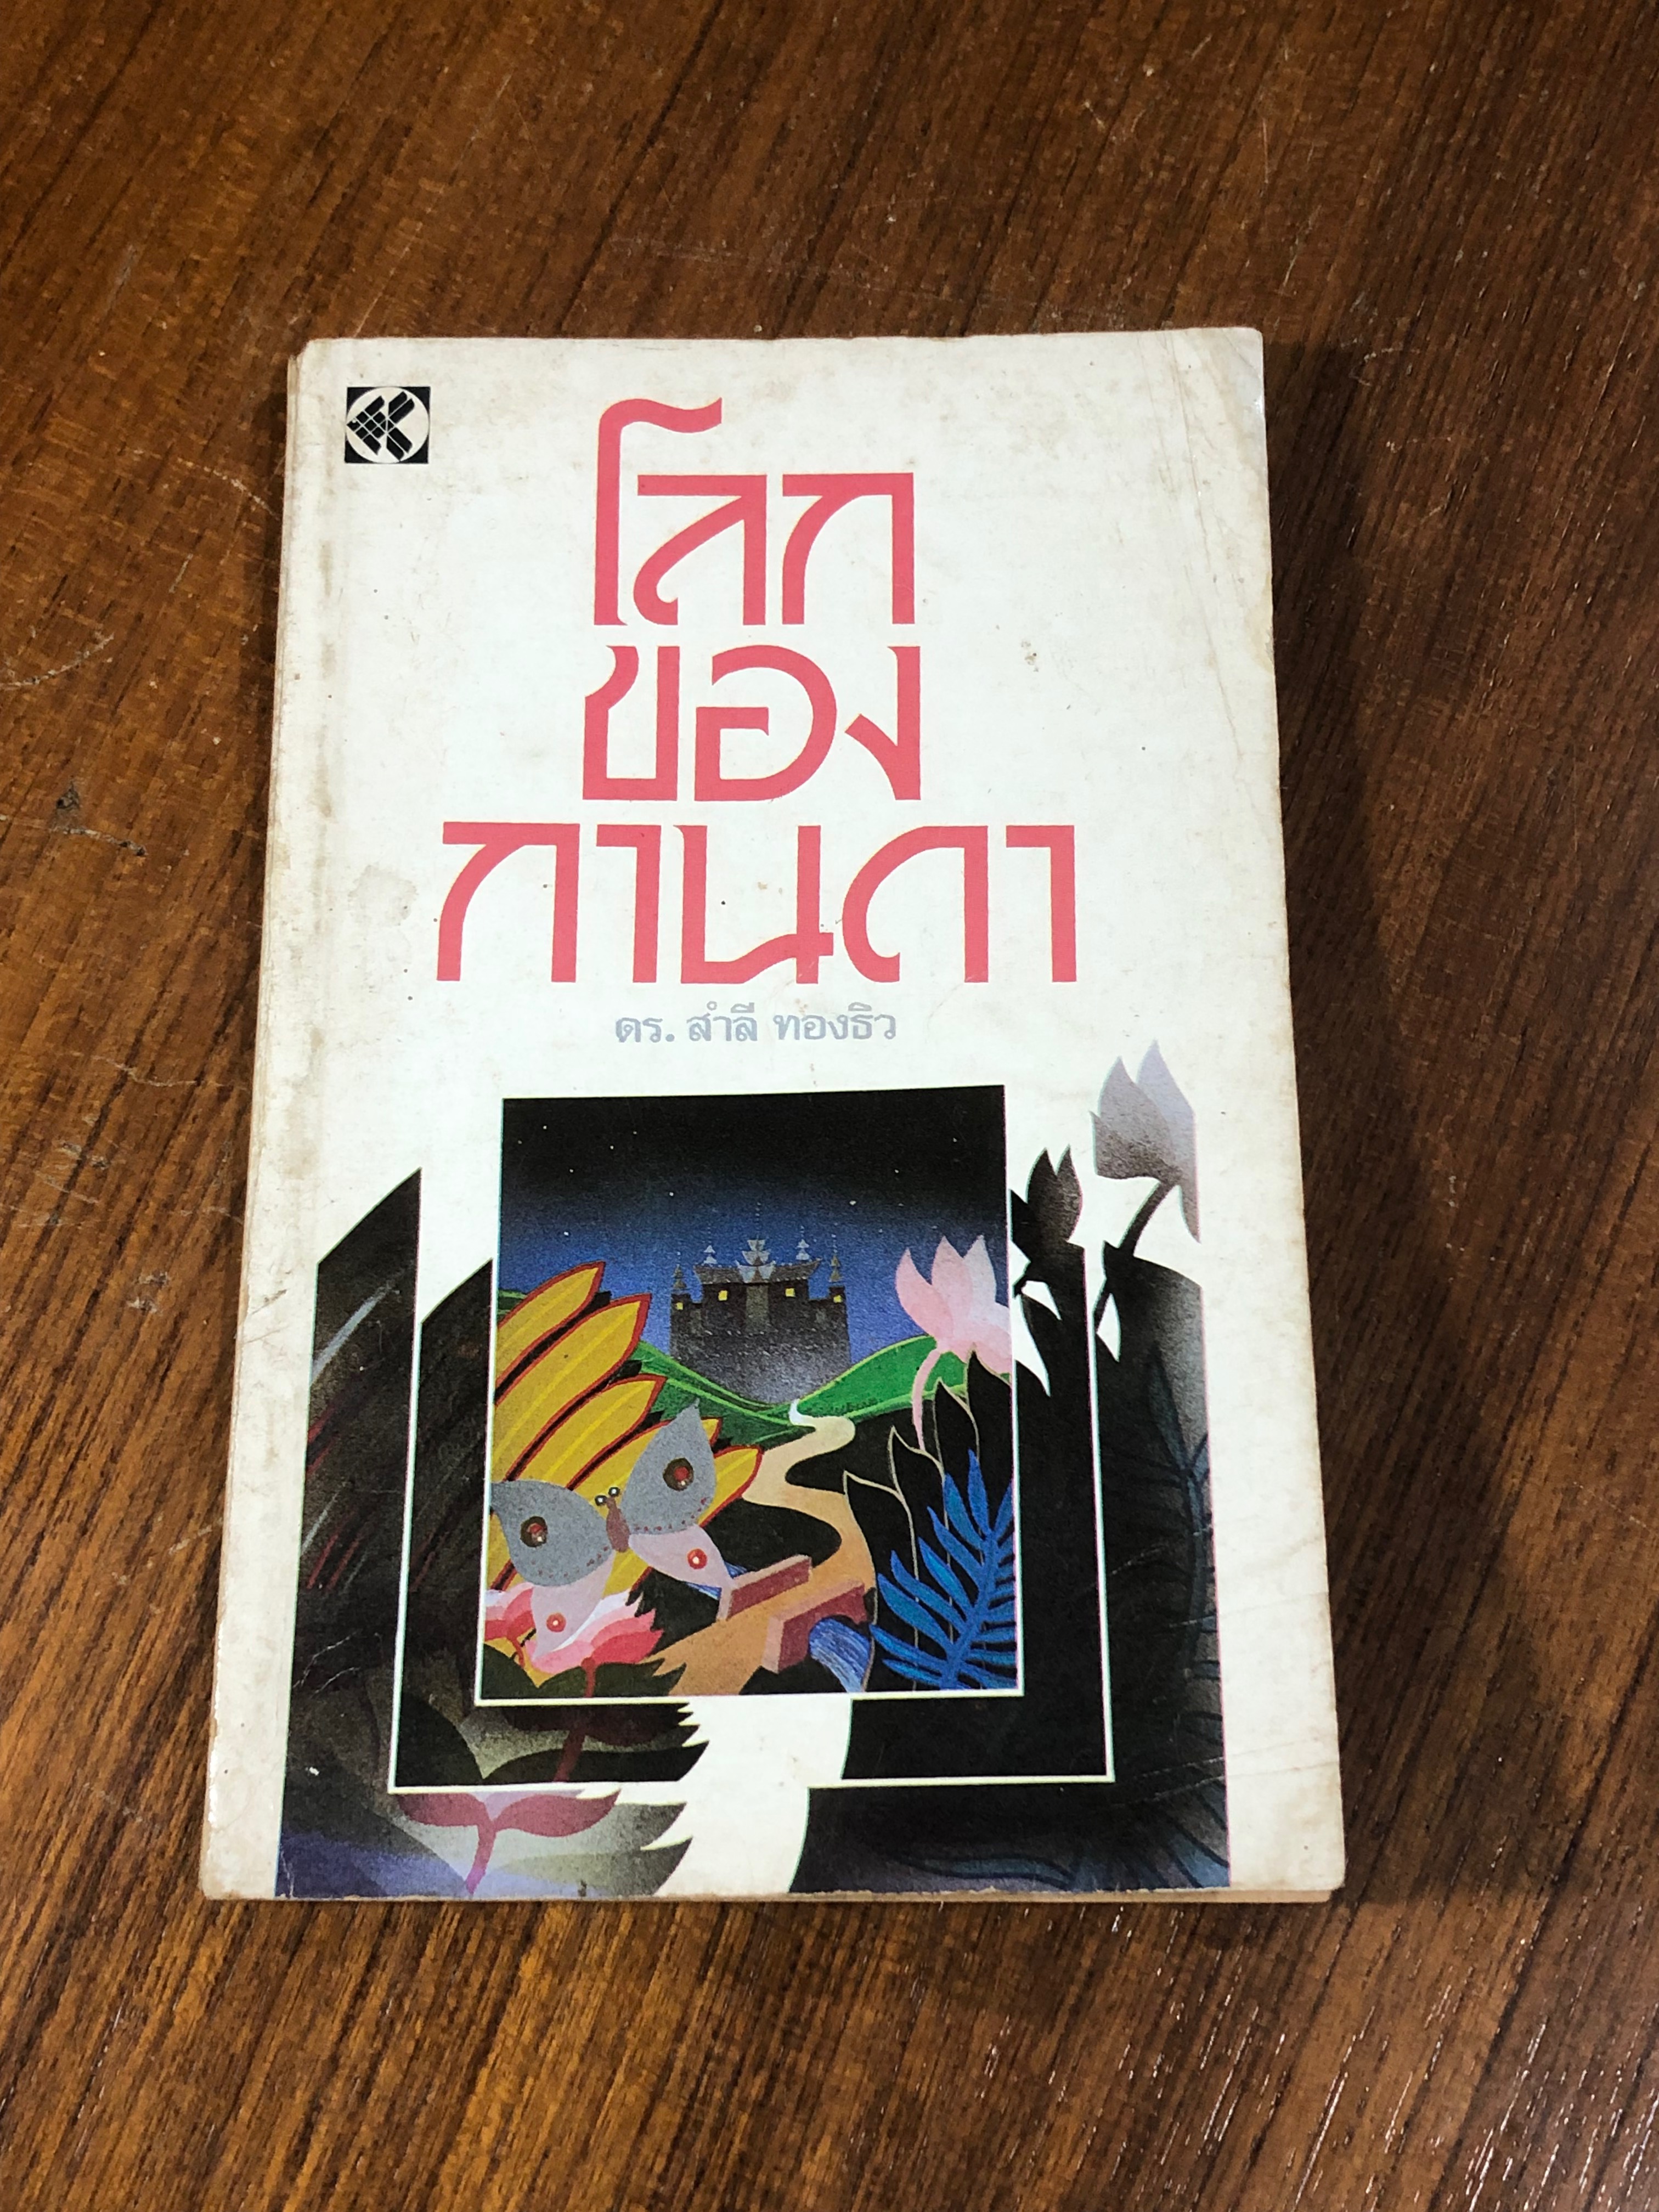 โลก
ของ
กานดา
ดร. สำลี ทองธิว